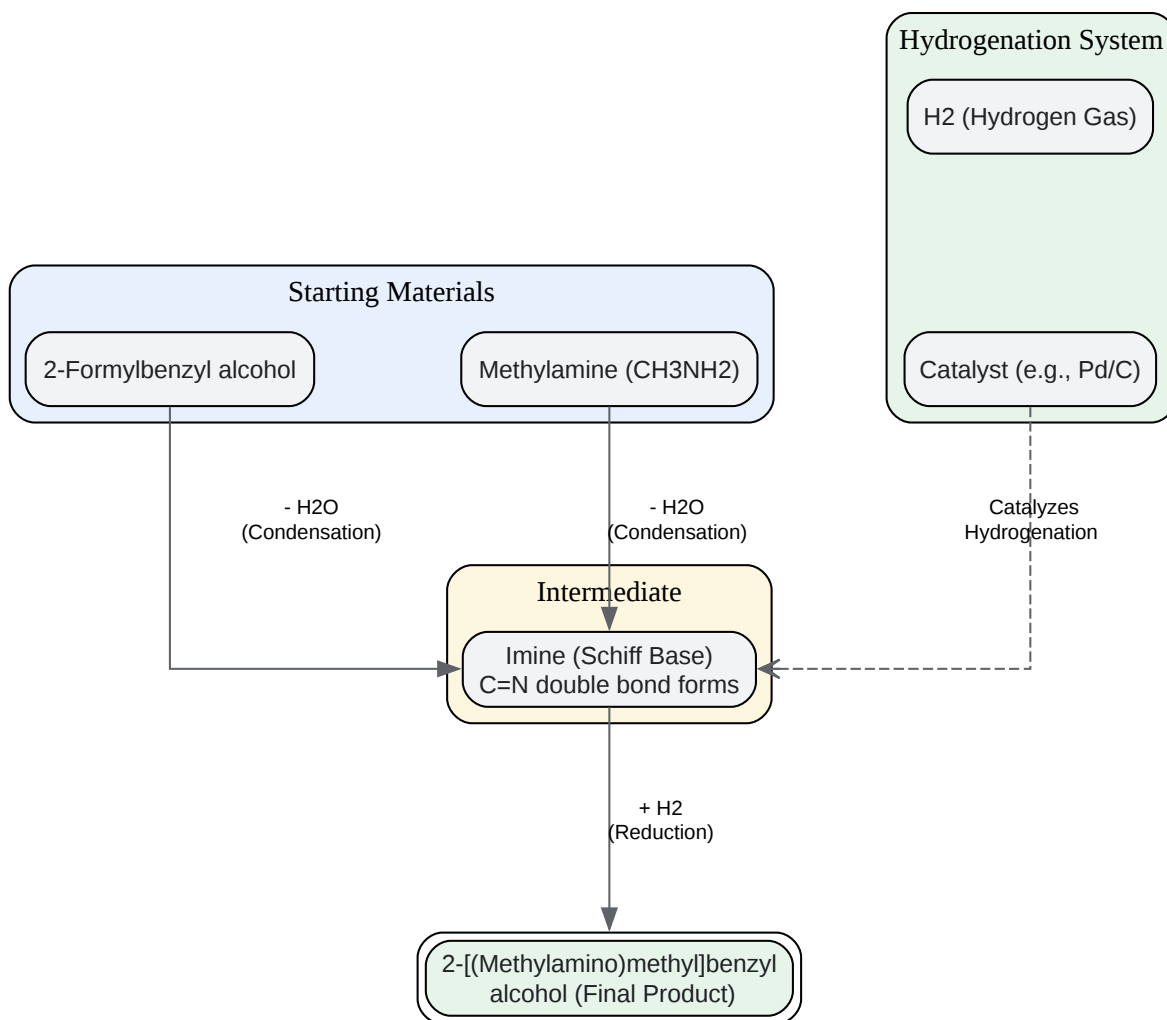 Hydrogenation System
H2 (Hydrogen Gas)
Starting Materials
2-Formylbenzyl alcohol
Methylamine (CH3NH2)
Catalyst (e.g., Pd/C)
- H2O
(Condensation)
- H2O
(Condensation)
Catalyzes
Hydrogenation
Intermediate
Imine (Schiff Base)
C=N double bond forms
+ H2
(Reduction)
2-[(Methylamino)methyl]benzyl
alcohol (Final Product)